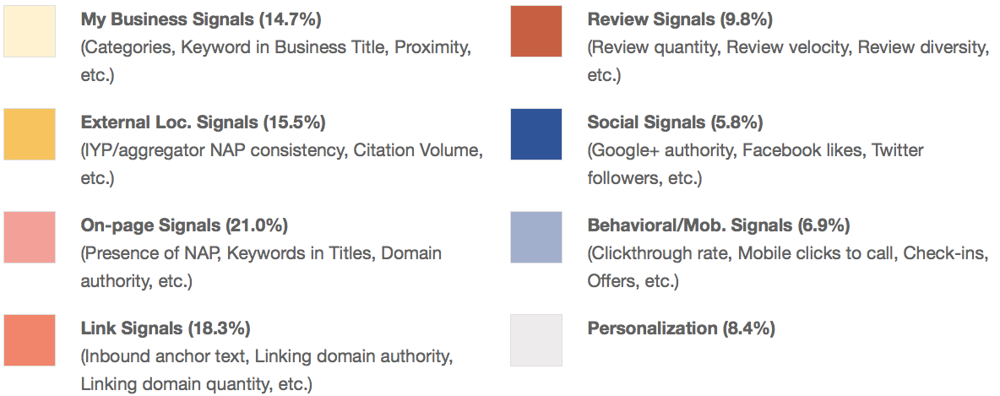 My Business Signals (14.7%)
(Categories, Keyword in Business Title, Proximity,
etc.)
External Loc. Signals (15.5%)
(IYP/aggregator NAP consistency, Citation Volume,
etc.)
On-page Signals (21.0%)
(Presence of NAP, Keywords in Titles, Domain
authority, etc.)
Link Signals (18.3%)
(Inbound anchor text, Linking domain authority,
Linking domain quantity, etc.)
Review Signals (9.8%)
(Review quantity, Review velocity, Review diversity,
etc.)
Social Signals (5.8%)
(Google+ authority, Facebook likes, Twitter
followers, etc.)
Behavioral/Mob. Signals (6.9%)
(Clickthrough rate, Mobile clicks to call, Check-ins,
Offers, etc.)
Personalization (8.4%)